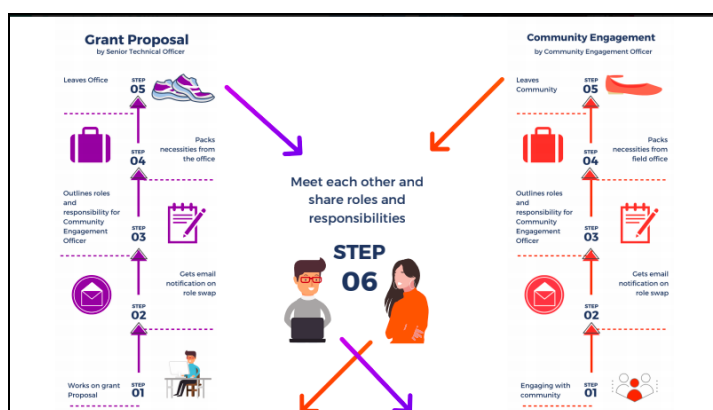 Grant Proposal
by Senior Technical Officer
Leaves Office
STEP
05
Packs
necessities from
the office
STEP
04
Outlines roles
and
responsibility for
Community
Engagement
Officer
STEP
03
Gets email
notification on
role swap
STEP
02
Works on grant
Proposal
STEP
01
Meet each other and
share roles and
responsibilities
STEP
06
Community Engagement
by Community Engagement Officer
Leaves
Community
STEP
05
Packs
necessities from
field office
STEP
04
Outlines roles
and
responsibility for
Community
Engagement
Officer
STEP
03
Gets email
notification on
role swap
STEP
02
Engaging with
community
STEP
01